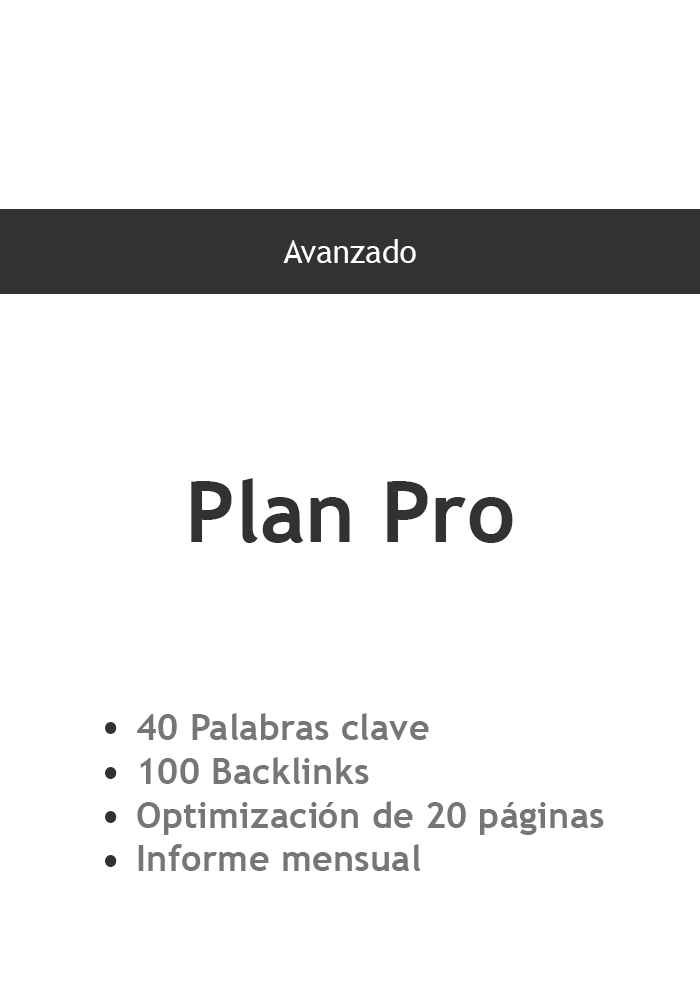 Avanzado
Plan Pro
• 40 Palabras clave
• 100 Backlinks
• Optimización de 20 páginas
• Informe mensual